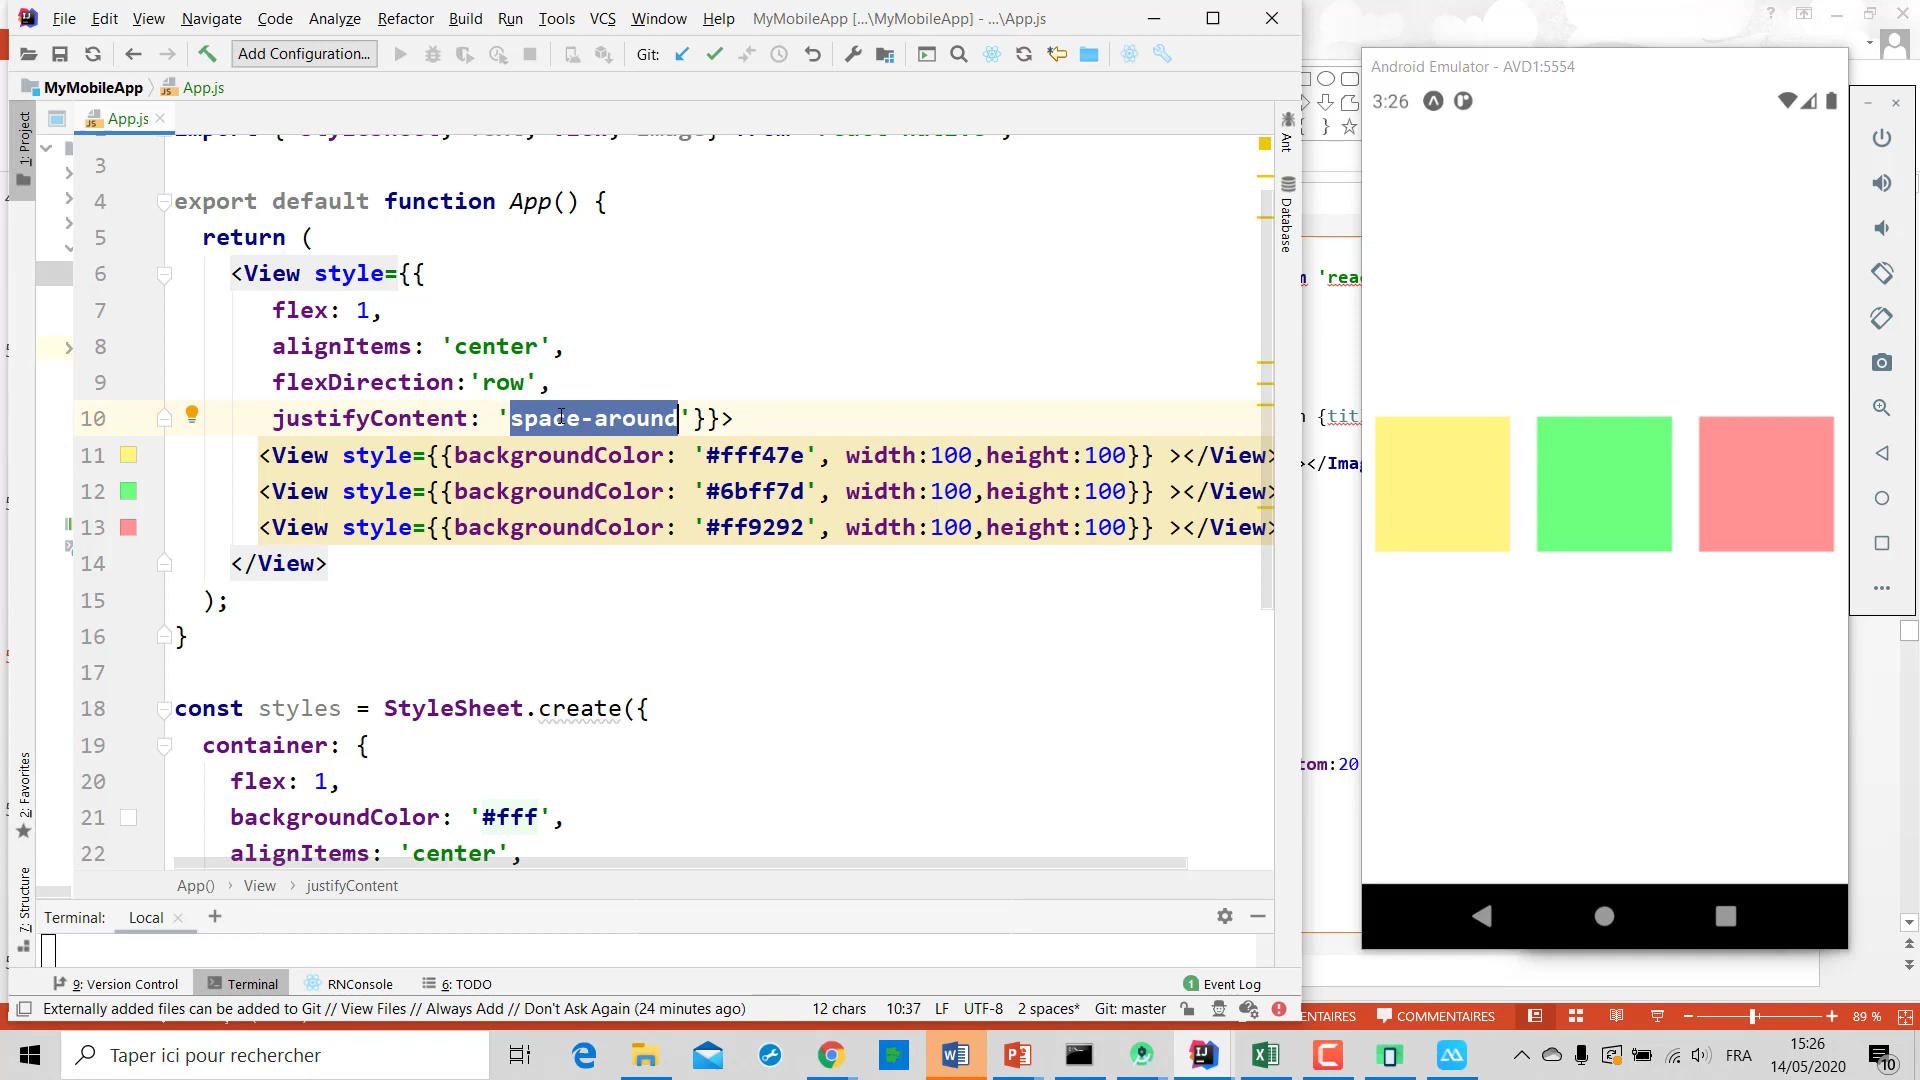 File Edit View Navigate Code Analyze Refactor Build Run Tools VCS Window Help MyMobileApp [...\MyMobileApp] - ...\App.js
Add Configuration... Git:
MyMobileApp App.js
App.js
3
4 export default function App() {
5 return (
6 <View style={{
7 flex: 1,
8 alignItems: 'center',
9 flexDirection:'row',
10 justifyContent: 'space-around'}}>
11 <View style={{backgroundColor: '#fff47e', width:100,height:100}} ></View>
12 <View style={{backgroundColor: '#6bff7d', width:100,height:100}} ></View>
13 <View style={{backgroundColor: '#ff9292', width:100,height:100}} ></View>
14 </View>
15 );
16 }
17
18 const styles = StyleSheet.create({
19 container: {
20 flex: 1,
21 backgroundColor: '#fff',
22 alignItems: 'center',
App() › View › justifyContent
Terminal: Local
9: Version Control Terminal RNConsole 6: TODO 1 Event Log
Externally added files can be added to Git // View Files // Always Add // Don't Ask Again (24 minutes ago) 12 chars 10:37 LF UTF-8 2 spaces* Git: master
1: Project
2: Favorites
7: Structure
Ant
Database
Android Emulator - AVD1:5554
3:26
'reac
{titl
></Ima
tom:20
ENTAIRES COMMENTAIRES 89 %
Taper ici pour rechercher
FRA
15:26
14/05/2020
10